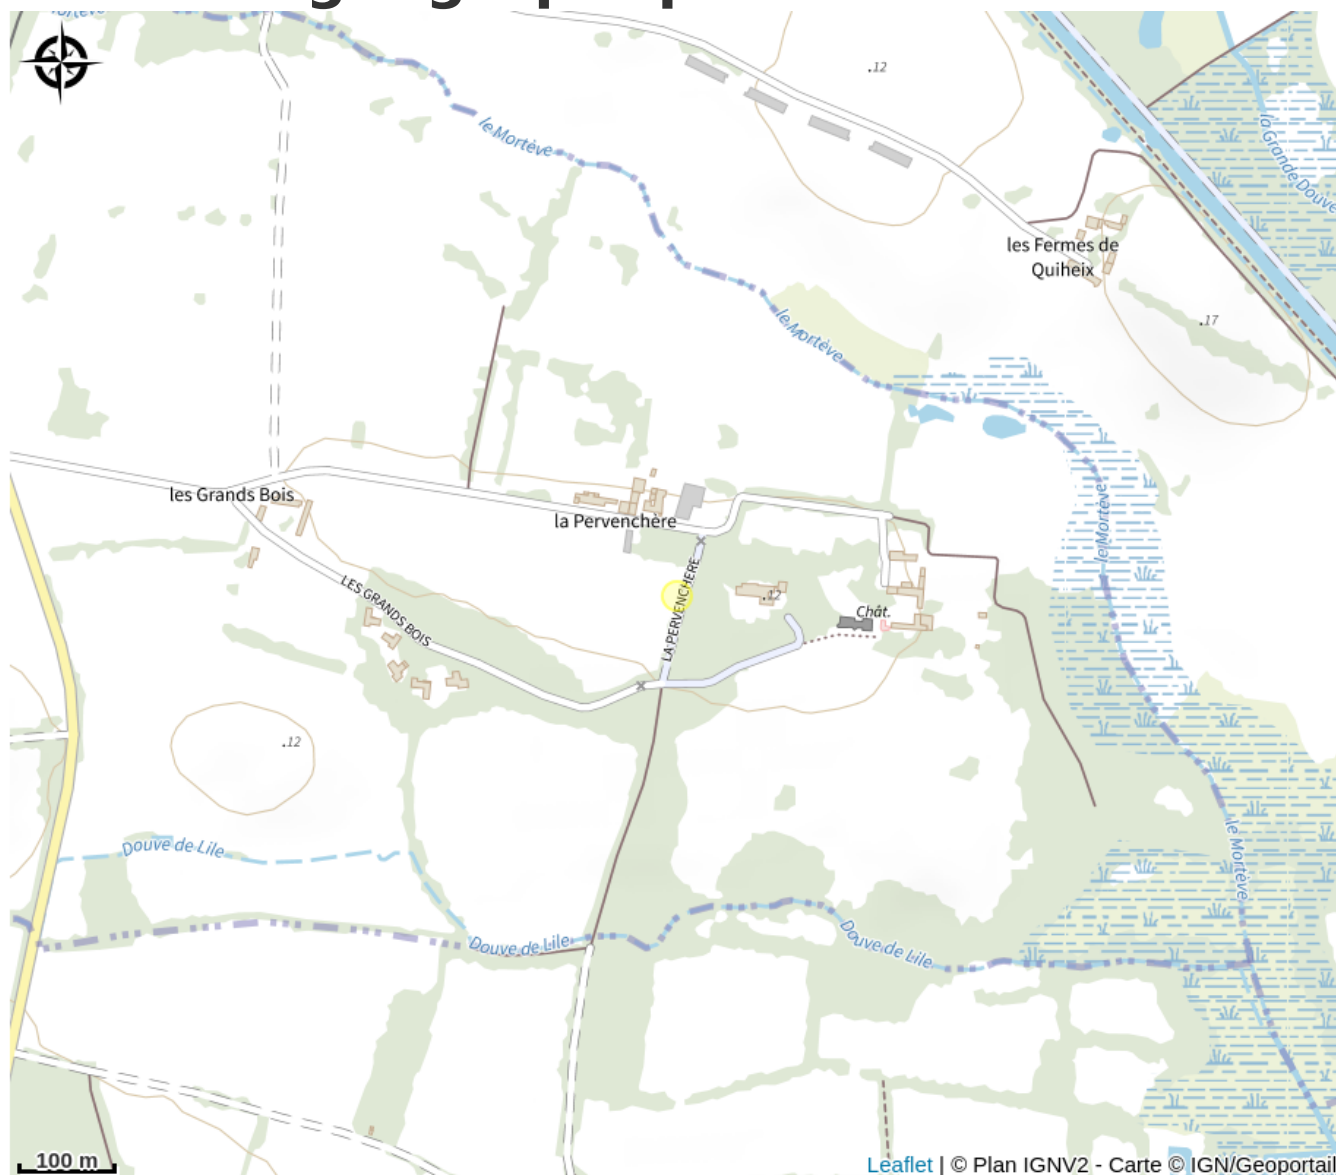 le Mortève
.12
la Grande Douve
les Fermes de
Quiheix
.17
le Mortève
les Grands Bois
la Pervenchère
le Mortève
LES GRANDS BOIS
LA PERVENCHERE
.12
Chât.
.12
Douve de Lile
le Mortève
Douve de Lile
Douve de Lile
100 m
Leaflet | © Plan IGNV2 - Carte © IGN/Geoportail